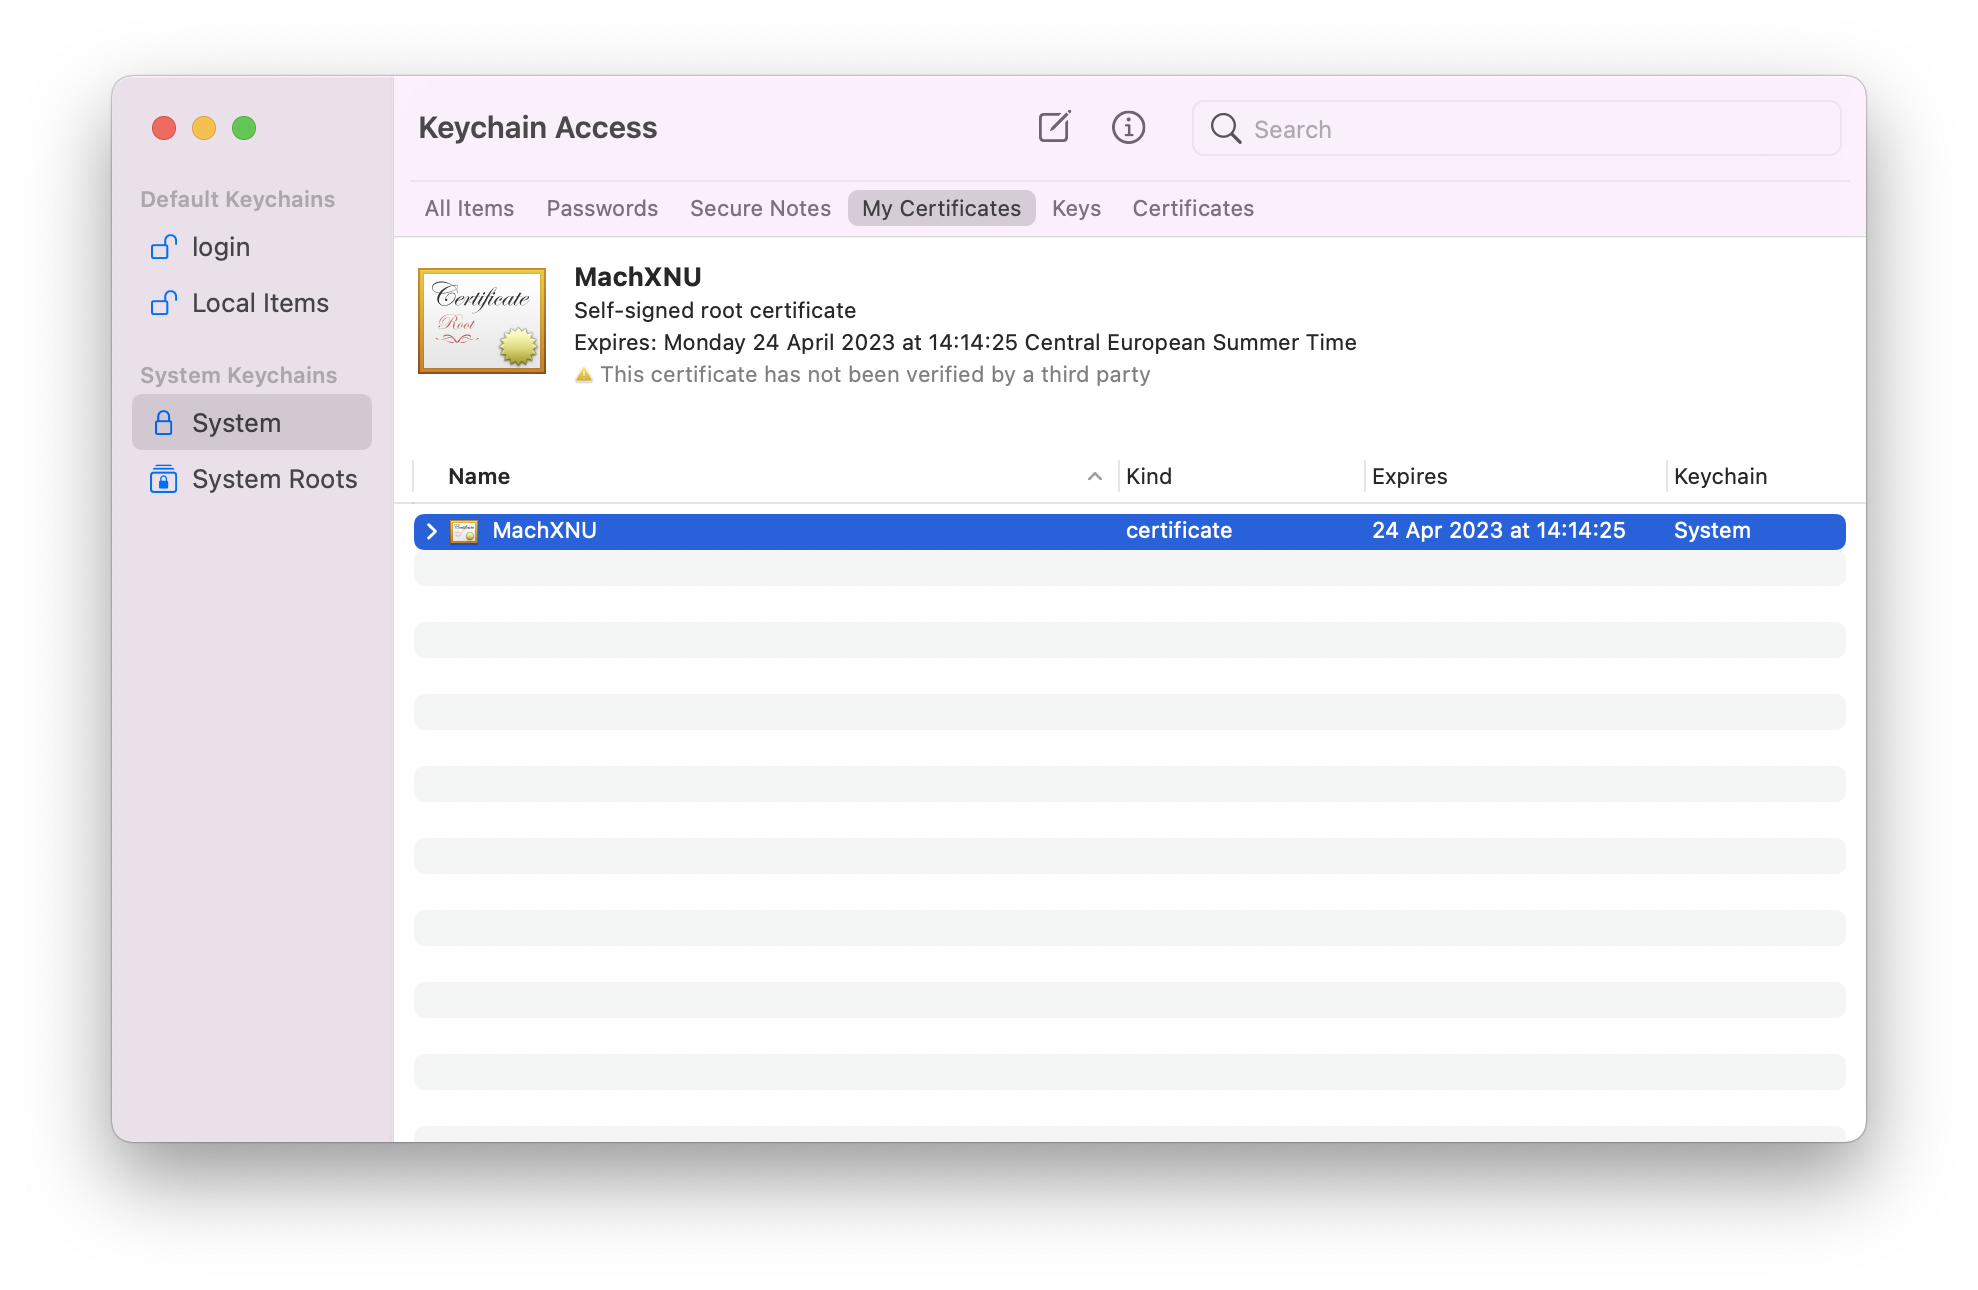 Keychain Access
Search
Default Keychains
login
Local Items
System Keychains
System
System Roots
All Items Passwords Secure Notes My Certificates Keys Certificates
Certificate
Root
MachXNU
Self-signed root certificate
Expires: Monday 24 April 2023 at 14:14:25 Central European Summer Time
This certificate has not been verified by a third party
Name Kind Expires Keychain
MachXNU certificate 24 Apr 2023 at 14:14:25 System